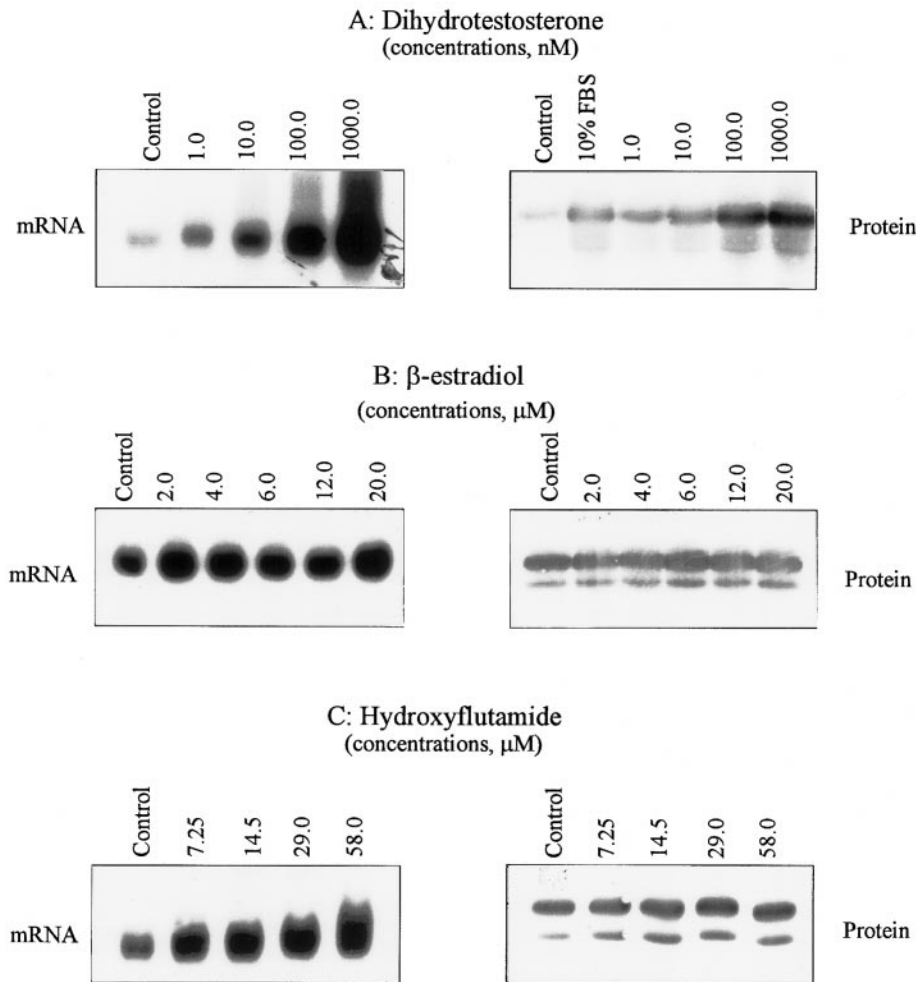 A: Dihydrotestosterone
(concentrations, nM)
Control
1.0
10.0
100.0
1000.0
Control
10% FBS
1.0
10.0
100.0
1000.0
mRNA
Protein
B: β-estradiol
(concentrations, μM)
Control
2.0
4.0
6.0
12.0
20.0
Control
2.0
4.0
6.0
12.0
20.0
mRNA
Protein
C: Hydroxyflutamide
(concentrations, μM)
Control
7.25
14.5
29.0
58.0
Control
7.25
14.5
29.0
58.0
mRNA
Protein